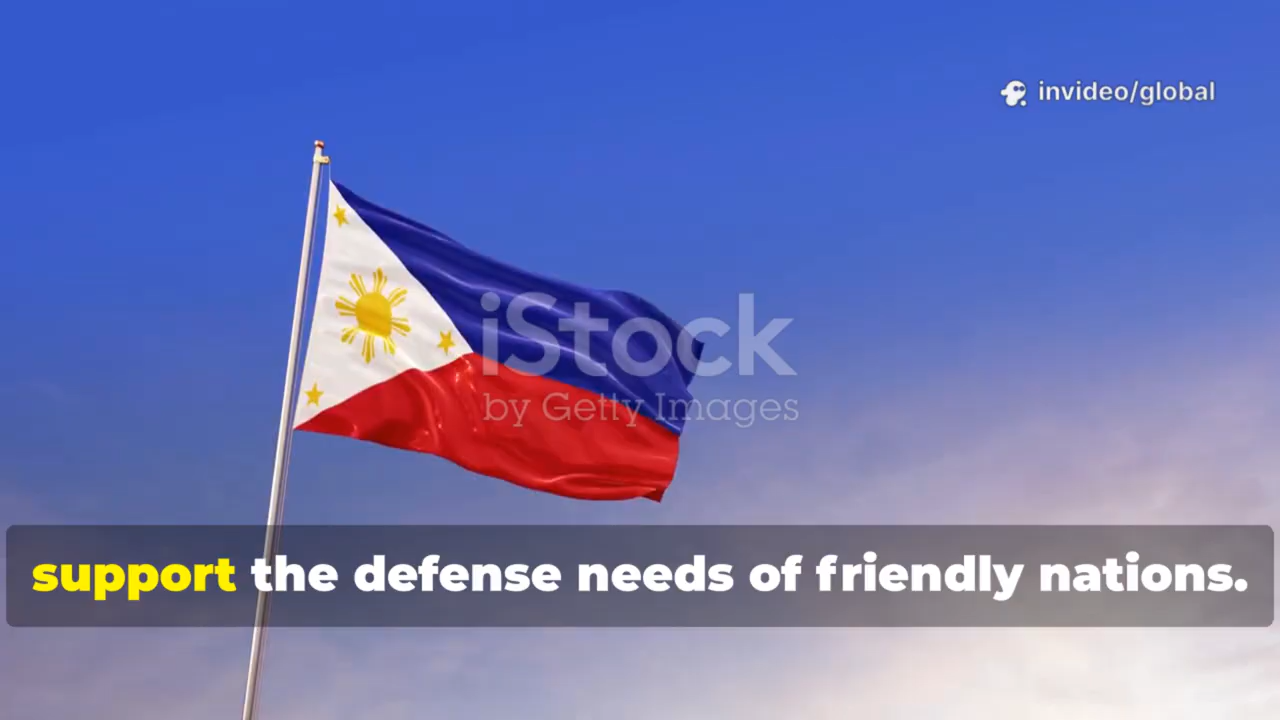 invideo/global
iStock
by Getty Images
support the defense needs of friendly nations.